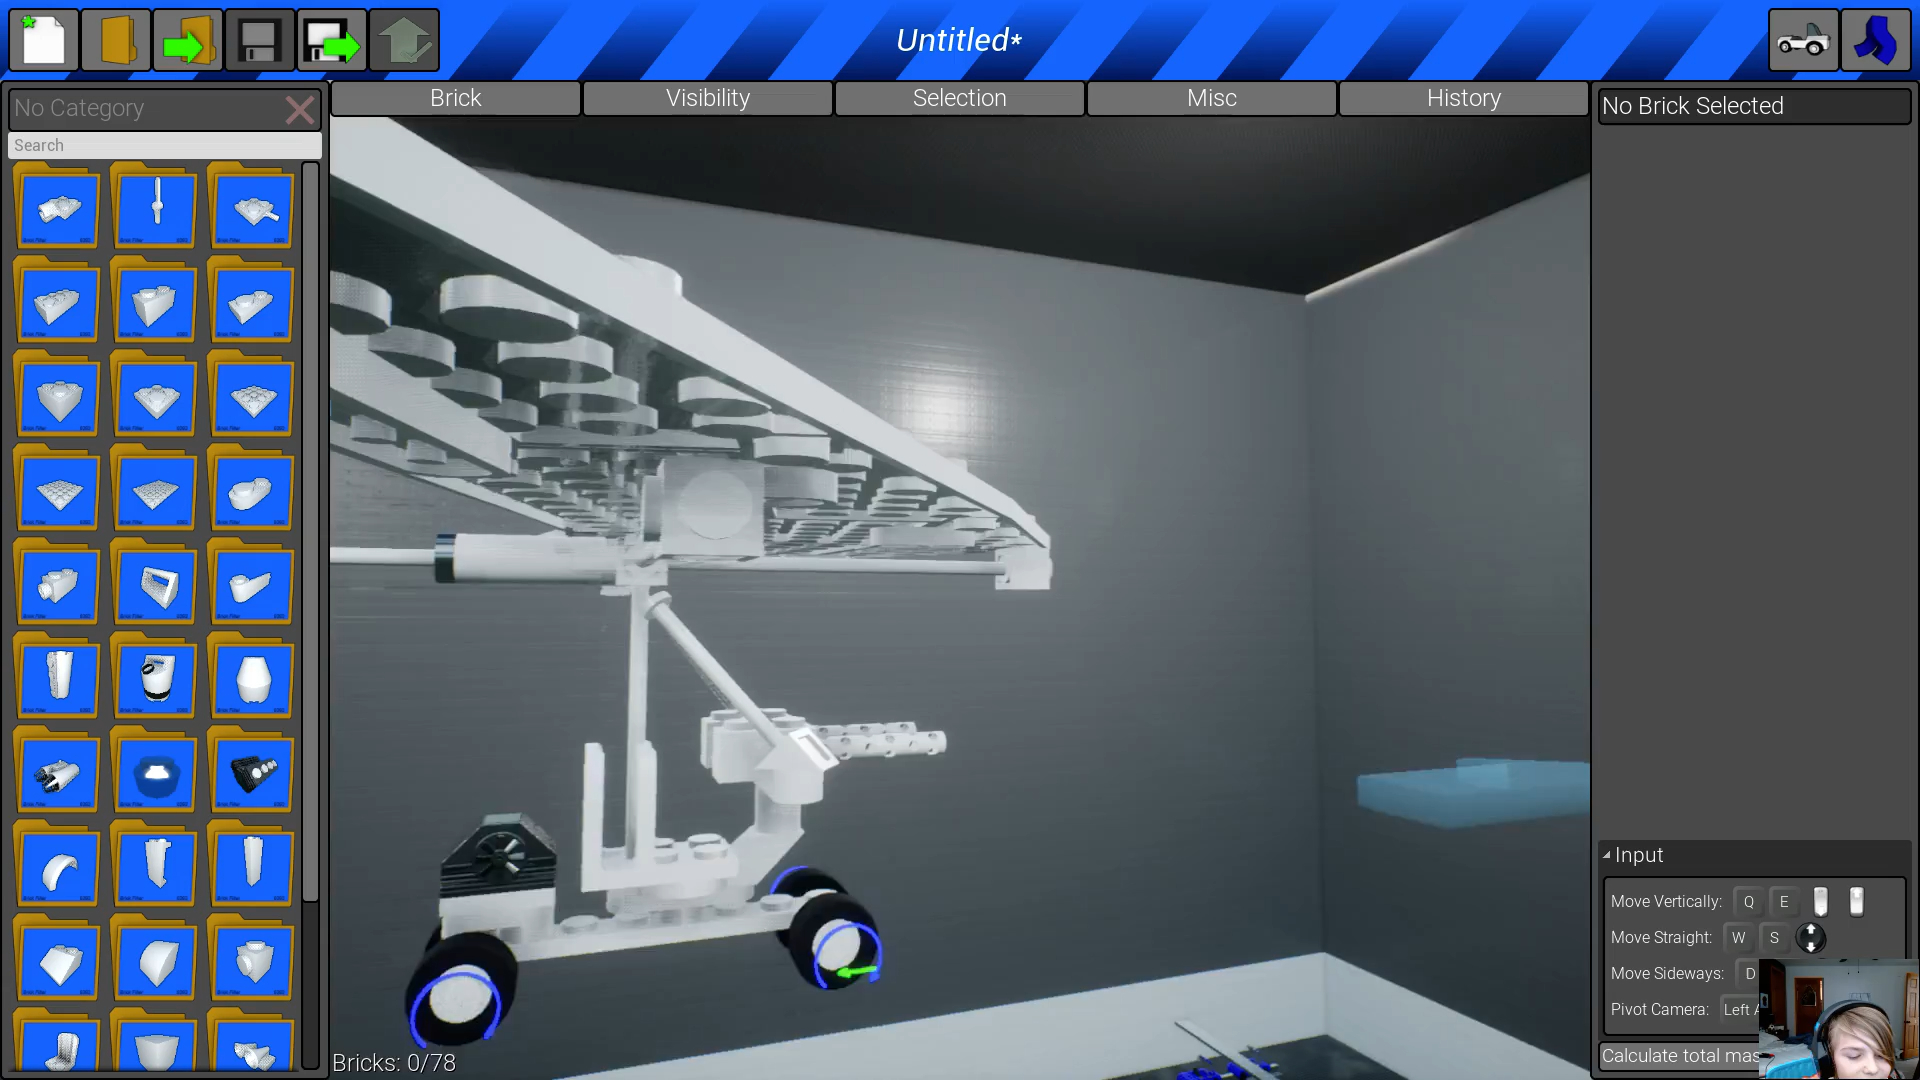 Untitled*
No Category
Search
Brick
Visibility
Selection
Misc
History
No Brick Selected
Input
Move Vertically: Q E
Move Straight: W S
Move Sideways: D
Pivot Camera: Left A
Calculate total mas
Bricks: 0/78